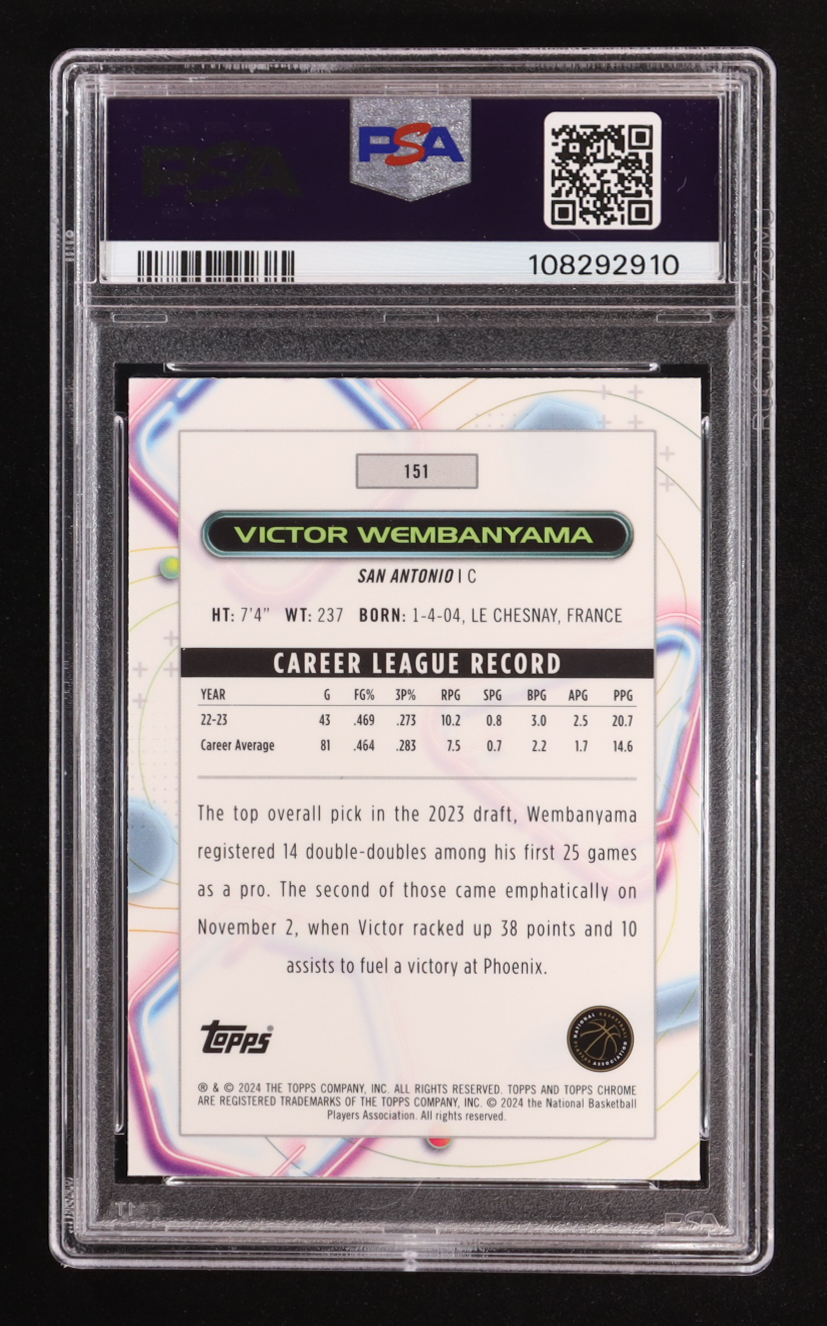 PSA
PSA
108292910
151
VICTOR WEMBANYAMA
SAN ANTONIO | C
HT: 7'4" WT: 237 BORN: 1-4-04, LE CHESNAY, FRANCE
CAREER LEAGUE RECORD
YEAR G FG% 3P% RPG SPG BPG APG PPG
22-23 43 .469 .273 10.2 0.8 3.0 2.5 20.7
Career Average 81 .464 .283 7.5 0.7 2.2 1.7 14.6
The top overall pick in the 2023 draft, Wembanyama
registered 14 double-doubles among his first 25 games
as a pro. The second of those came emphatically on
November 2, when Victor racked up 38 points and 10
assists to fuel a victory at Phoenix.
topps
NATIONAL BASKETBALL
PLAYERS ASSOCIATION
® & © 2024 THE TOPPS COMPANY, INC. ALL RIGHTS RESERVED. TOPPS AND TOPPS CHROME
ARE REGISTERED TRADEMARKS OF THE TOPPS COMPANY, INC. © 2024 the National Basketball
Players Association. All rights reserved.
PSA